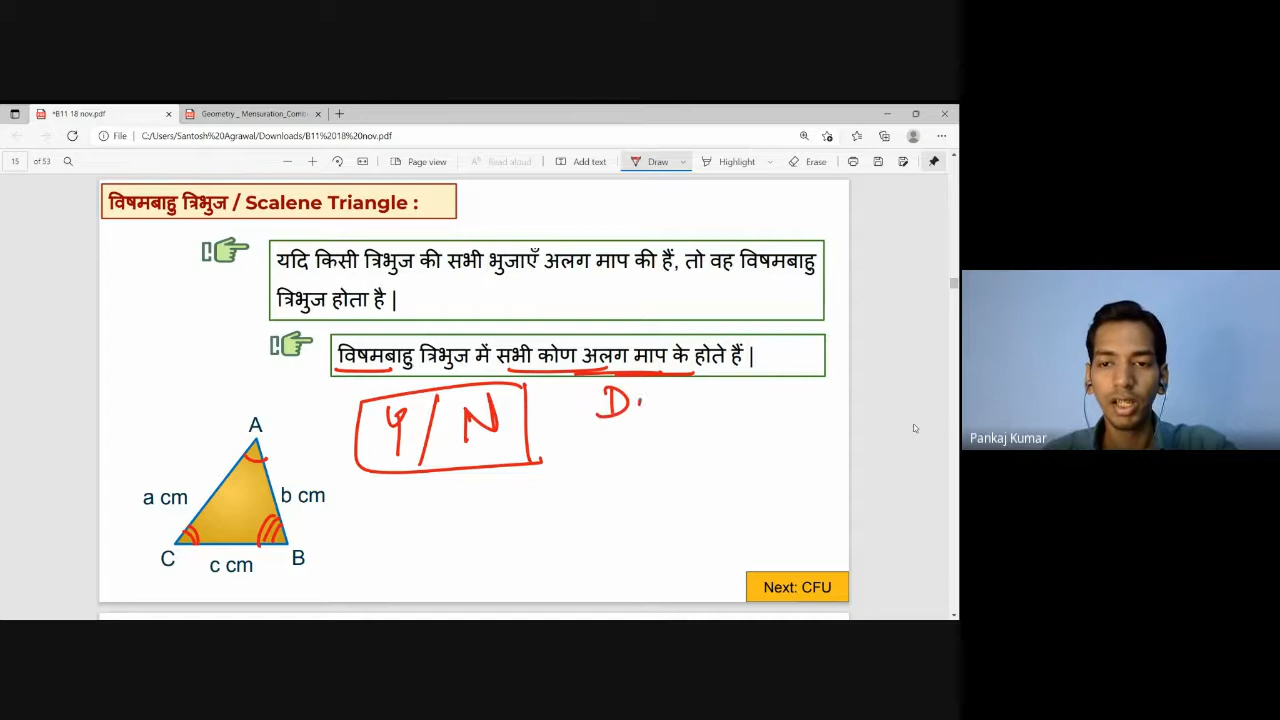 *B11 18 nov.pdf
Geometry _ Mensuration_Comb
File
C:/Users/Santosh%20Agrawal/Downloads/B11%2018%20nov.pdf
15 of 53
Page view
Read aloud
Add text
Draw
Highlight
Erase
विषमबाहु त्रिभुज / Scalene Triangle :
यदि किसी त्रिभुज की सभी भुजाएँ अलग माप की हैं, तो वह विषमबाहु
त्रिभुज होता है |
विषमबाहु त्रिभुज में सभी कोण अलग माप के होते हैं |
Y / N
D.
A
a cm
b cm
C
B
c cm
Next: CFU
Pankaj Kumar